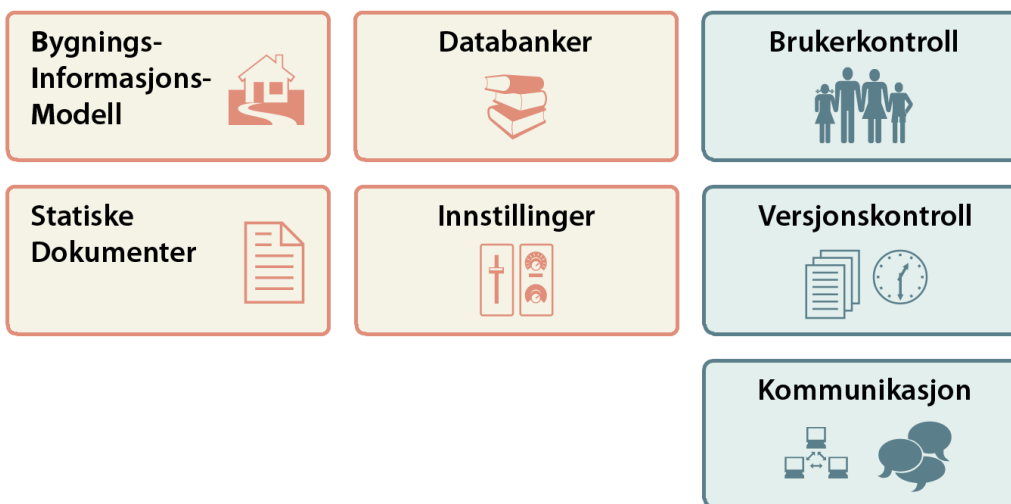 Bygnings-
Informasjons-
Modell
Databanker
Brukerkontroll
Statiske
Dokumenter
Innstillinger
Versjonskontroll
Kommunikasjon